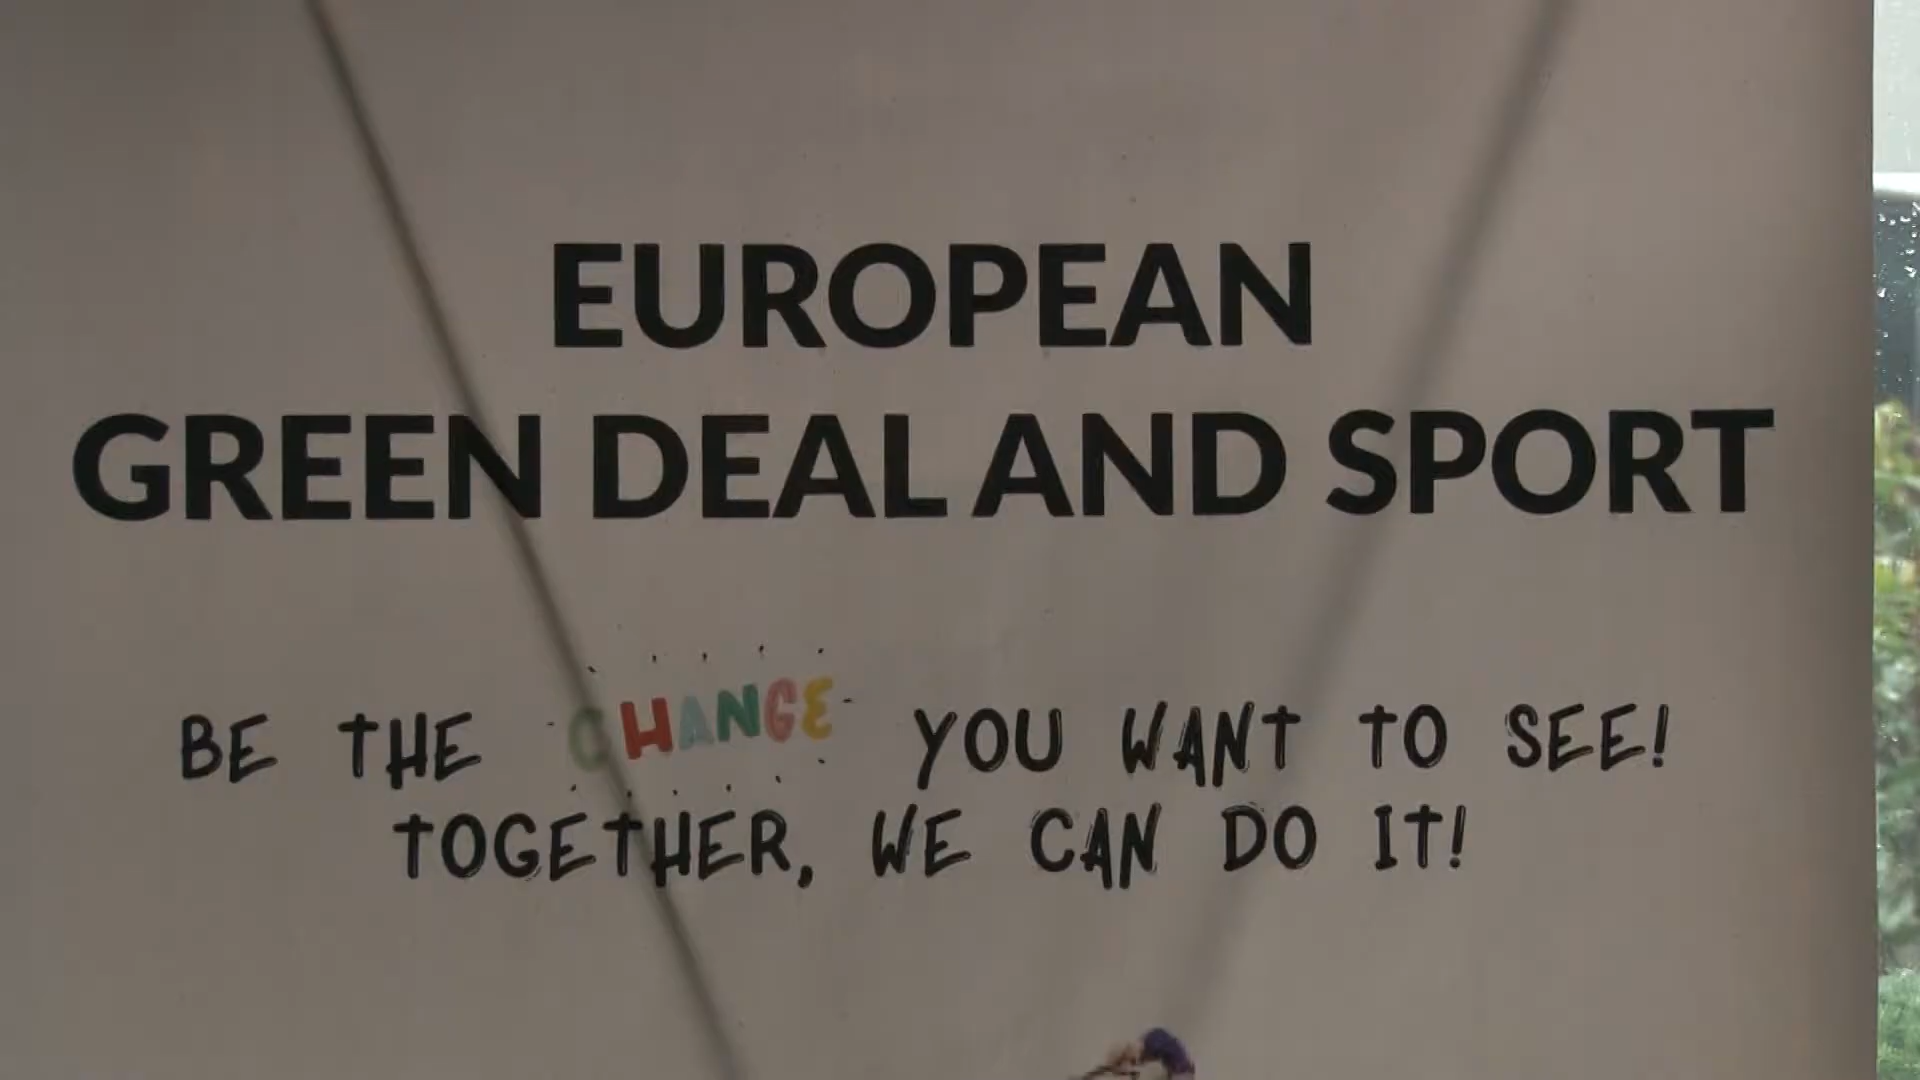 EUROPEAN
GREEN DEAL AND SPORT
BE THE CHANGE YOU WANT TO SEE!
TOGETHER, WE CAN DO IT!